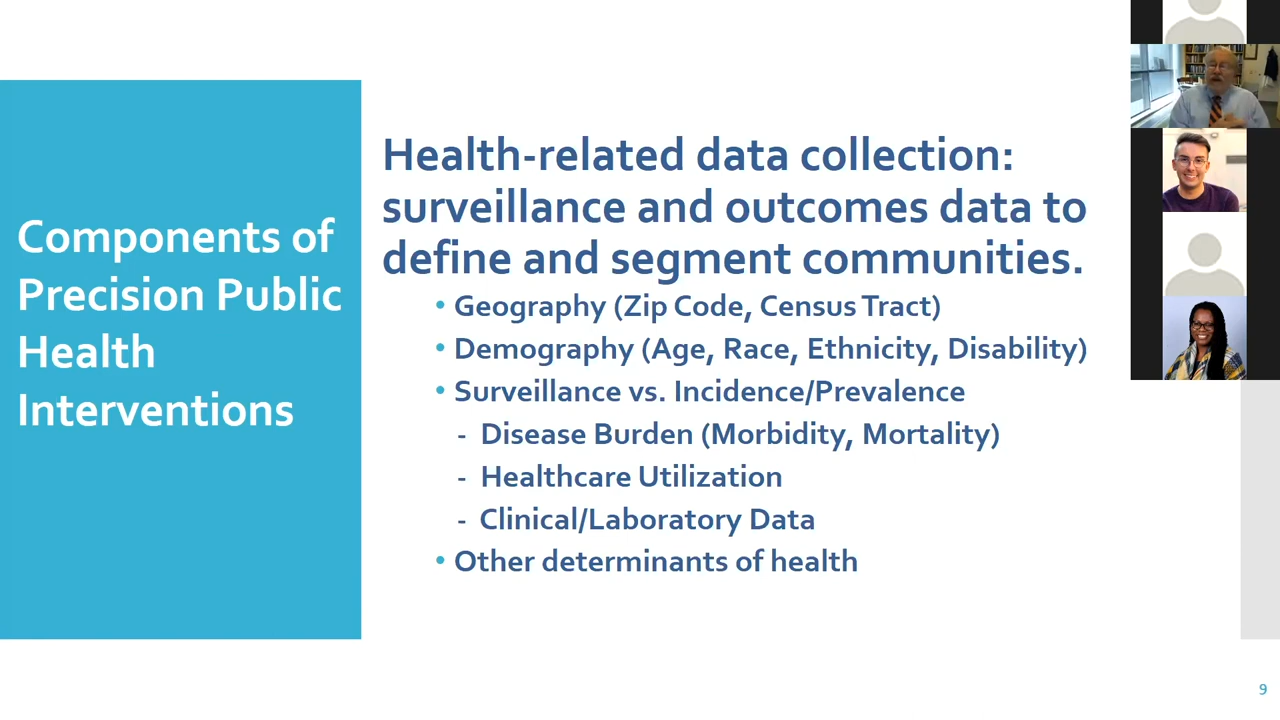 Components of
Precision Public
Health
Interventions
Health-related data collection:
surveillance and outcomes data to
define and segment communities.
• Geography (Zip Code, Census Tract)
• Demography (Age, Race, Ethnicity, Disability)
• Surveillance vs. Incidence/Prevalence
- Disease Burden (Morbidity, Mortality)
- Healthcare Utilization
- Clinical/Laboratory Data
• Other determinants of health
9